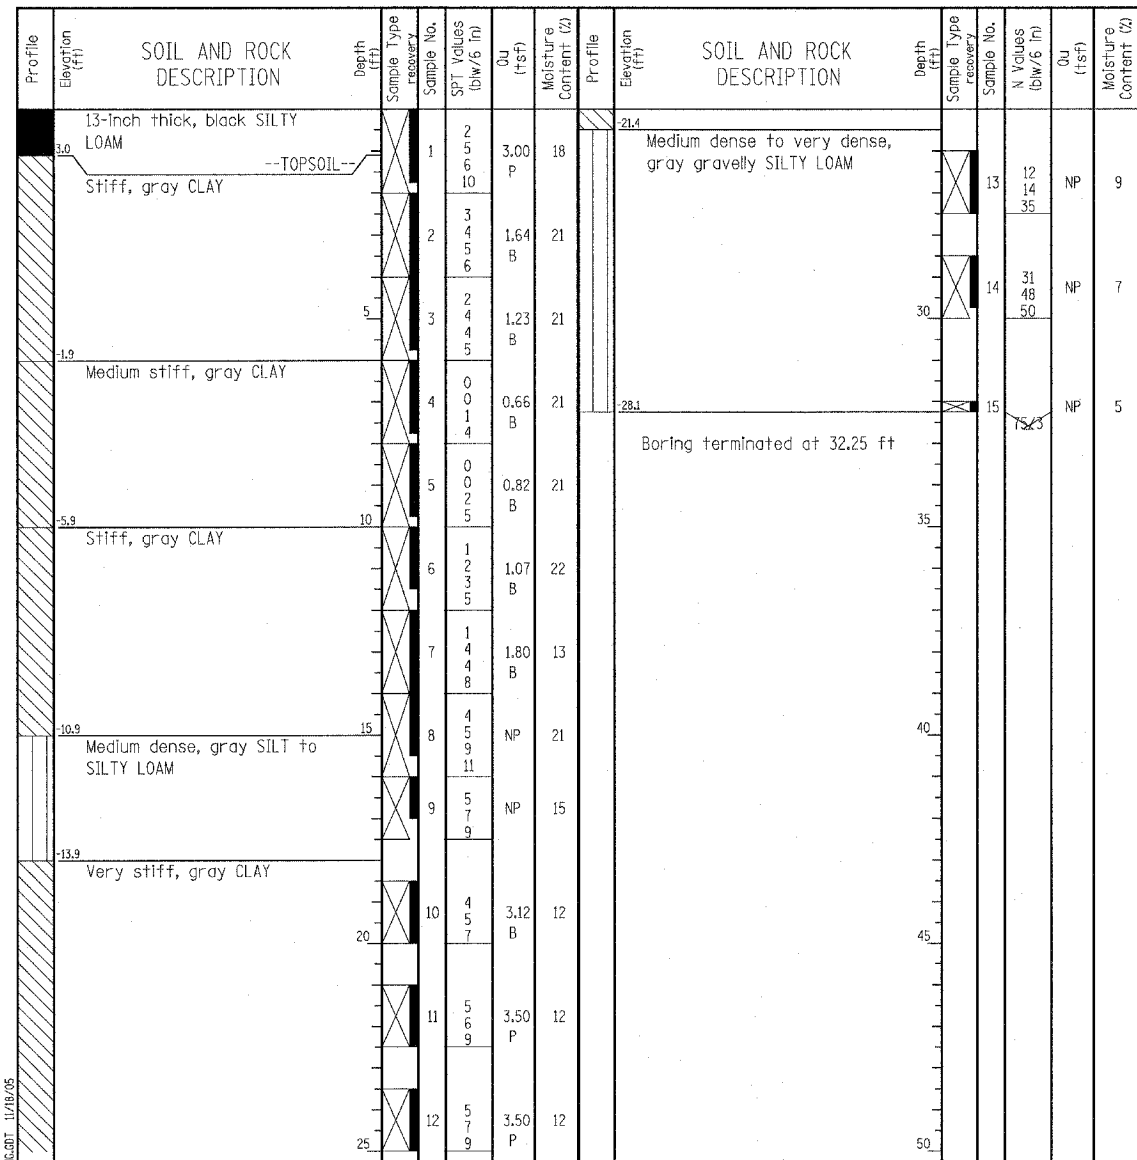 Profile
Elevation
(ft)
SOIL AND ROCK
DESCRIPTION
Depth
(ft)
Sample Type
recovery
Sample No.
SPT Values
(blw/6 in)
Qu
(tsf)
Moisture
Content (%)
13-inch thick, black SILTY
LOAM
3.0
--TOPSOIL--
Stiff, gray CLAY
1
2
5
6
10
3.00
P
18
2
3
4
5
6
1.64
B
21
5
3
2
4
4
5
1.23
B
21
-1.9
Medium stiff, gray CLAY
4
0
0
1
4
0.66
B
21
5
0
0
2
5
0.82
B
21
-5.9
10
Stiff, gray CLAY
6
1
2
3
5
1.07
B
22
7
1
4
4
8
1.80
B
13
-10.9
15
8
4
5
9
11
NP
21
Medium dense, gray SILT to
SILTY LOAM
9
5
7
9
NP
15
-13.9
Very stiff, gray CLAY
10
4
5
7
3.12
B
12
20
11
5
6
9
3.50
P
12
12
5
7
9
3.50
P
12
25
Profile
Elevation
(ft)
SOIL AND ROCK
DESCRIPTION
Depth
(ft)
Sample Type
recovery
Sample No.
N Values
(blw/6 in)
Qu
(tsf)
Moisture
Content (%)
-21.4
Medium dense to very dense,
gray gravelly SILTY LOAM
13
12
14
35
NP
9
14
31
48
50
NP
7
30
-28.1
15
75/3
NP
5
Boring terminated at 32.25 ft
35
40
45
50
G.GDT 11/18/05